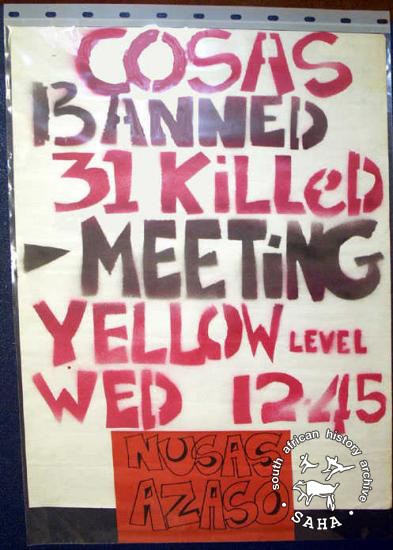 COSAS
BANNED
31 KiLLeD
MEETiNG
YELLOW LEVEL
WED 12·45
NUSAS
AZASO
south african history archive
· SAHA ·